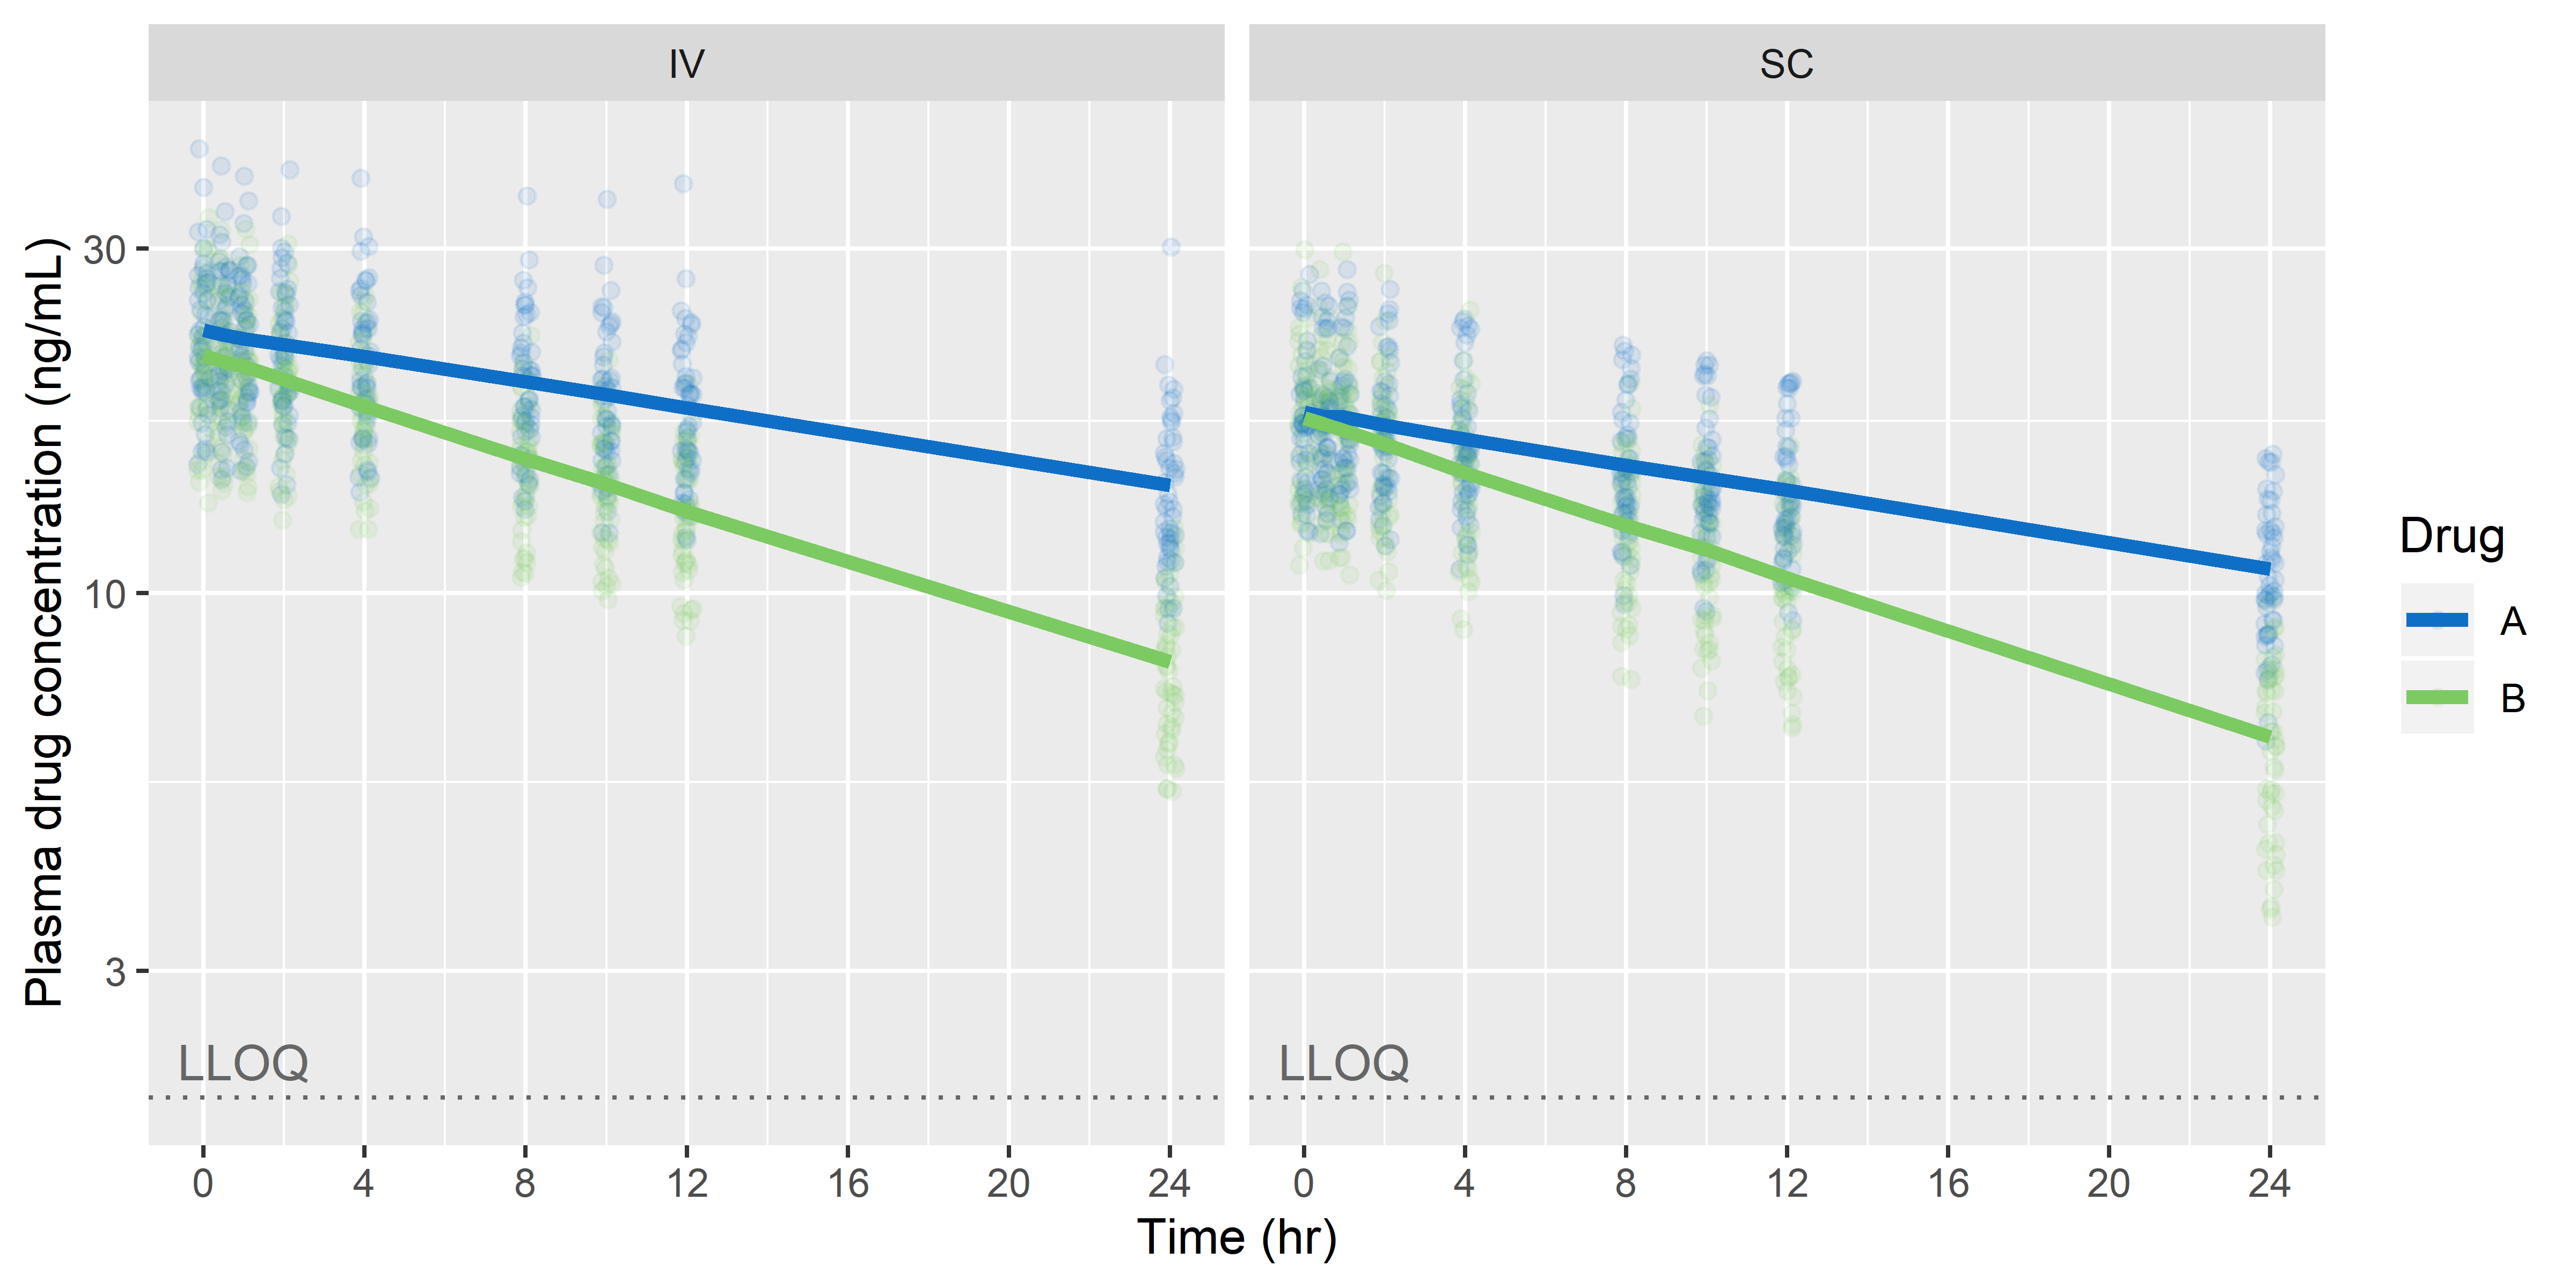 IV
SC
Plasma drug concentration (ng/mL)
30
10
3
LLOQ
LLOQ
0 4 8 12 16 20 24
0 4 8 12 16 20 24
Time (hr)
Drug
A
B